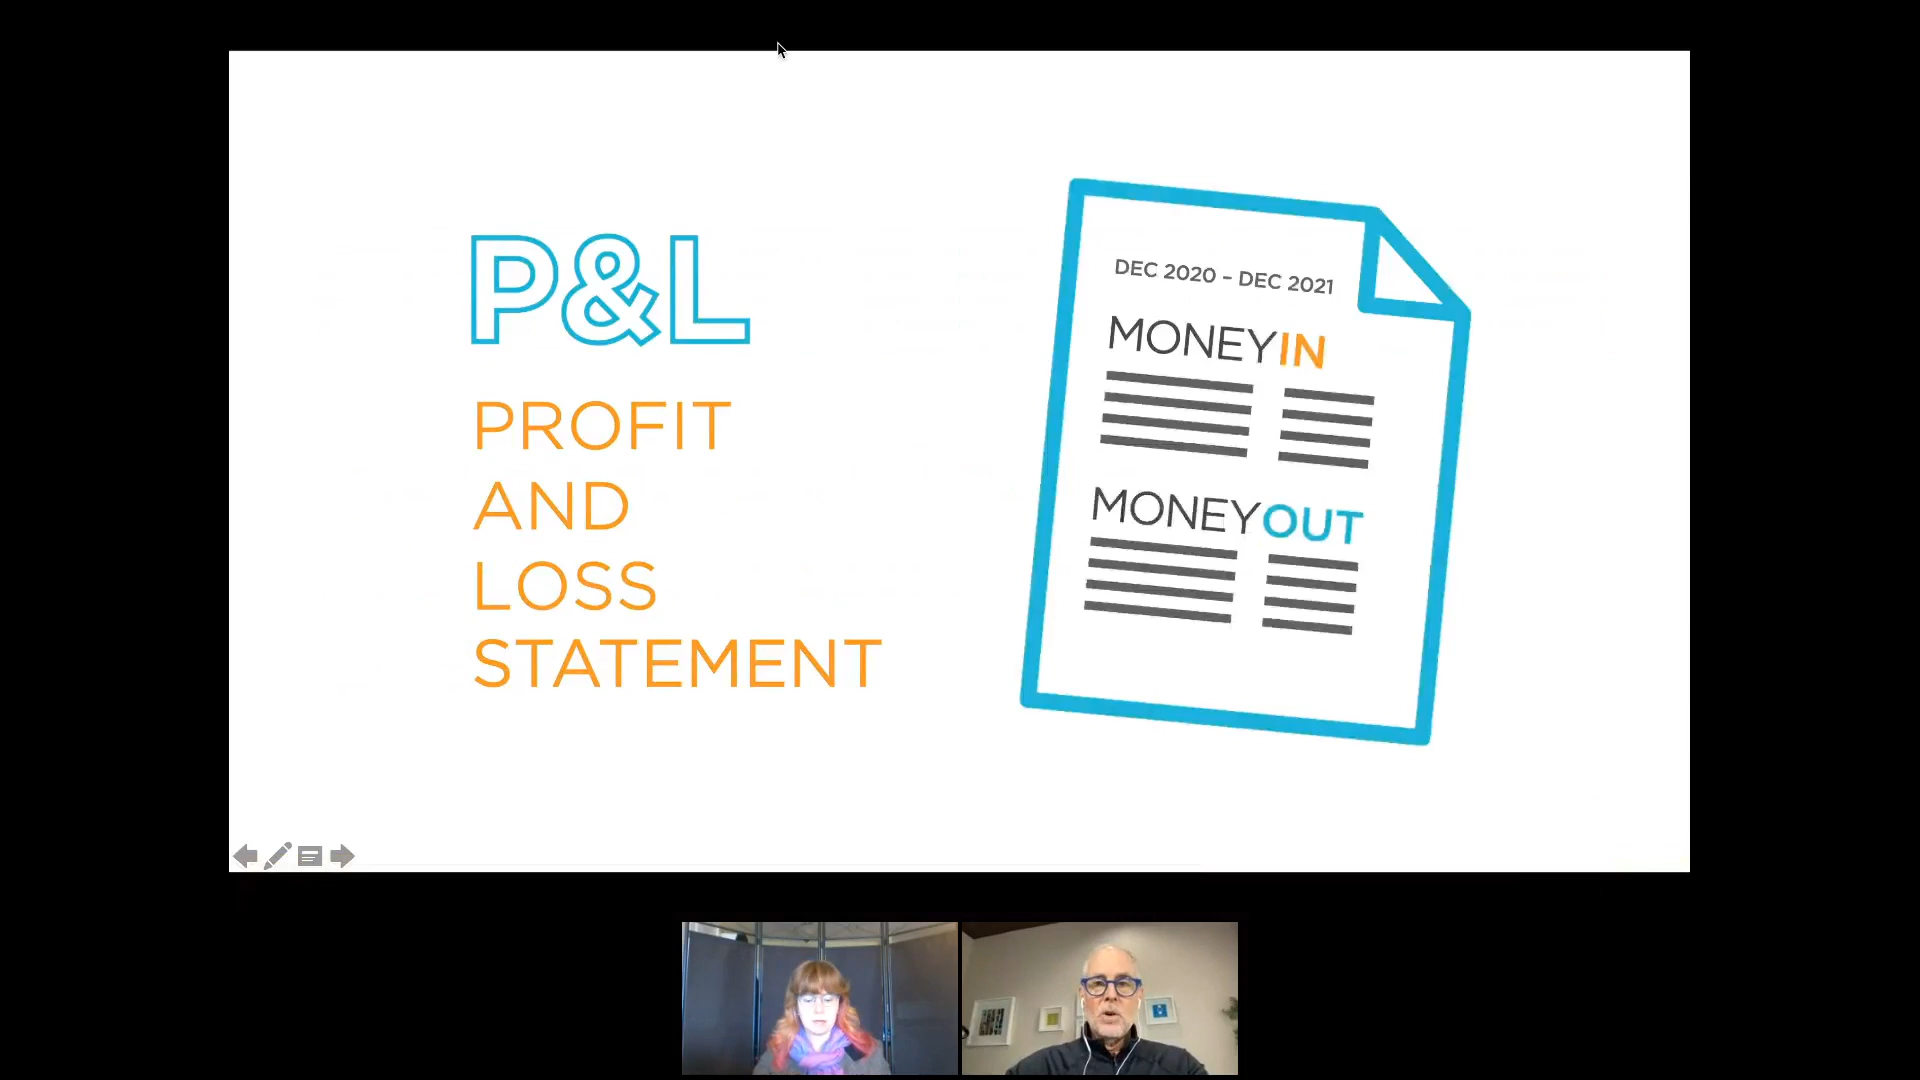 P&L
PROFIT
AND
LOSS
STATEMENT
DEC 2020 – DEC 2021
MONEYIN
MONEYOUT